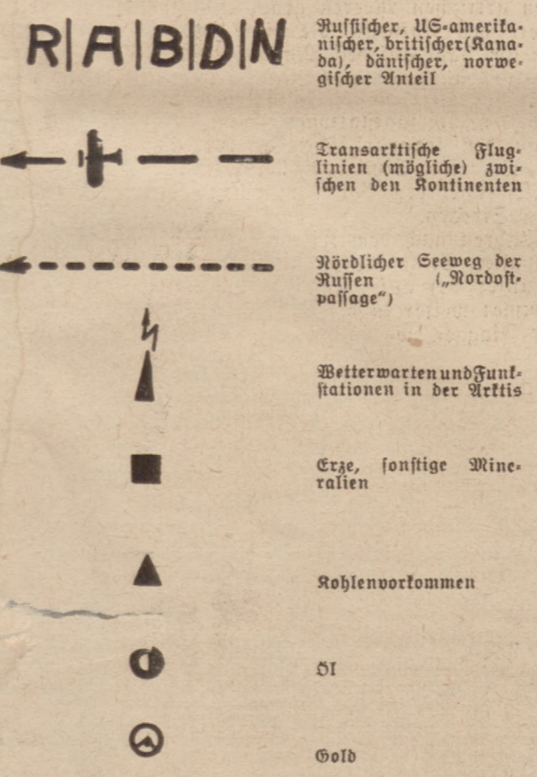 R|A|B|D|N
Russischer, US-amerika-
nischer, britischer (Kana-
da), dänischer, norwe-
gischer Anteil
Transarktische Flug-
linien (mögliche) zwi-
schen den Kontinenten
Nördlicher Seeweg der
Russen („Nordost-
passage“)
Wetterwarten und Funk-
stationen in der Arktis
Erze, sonstige Mine-
ralien
Kohlenvorkommen
Öl
Gold